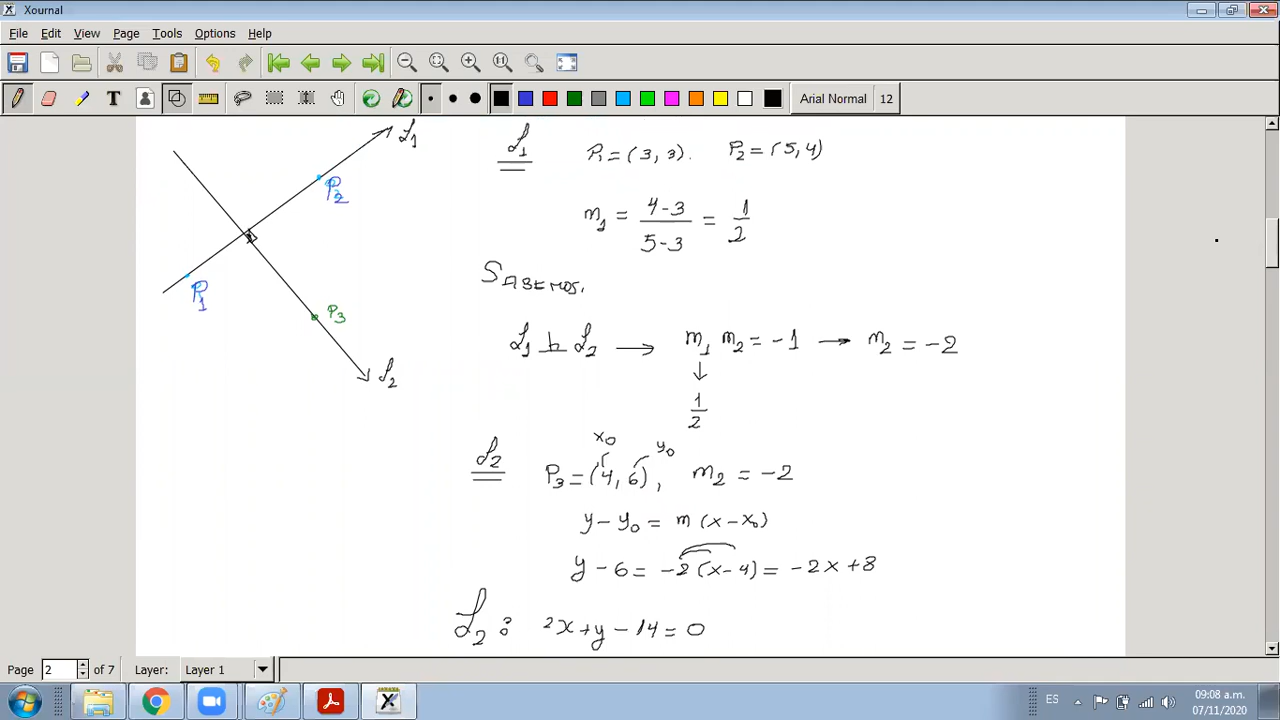 Xournal
File Edit View Page Tools Options Help
Arial Normal 12
L1
P2
P1
P3
L2
L1 P1 = (3, 3). P2 = (5, 4)
m1 = 4-3 / 5-3 = 1/2
SABEMOS.
L1 ⊥ L2 → m1 m2 = -1 → m2 = -2
↓
1/2
x0 y0
L2 P3 = (4, 6), m2 = -2
y - y0 = m (x - x0)
y - 6 = -2 (x - 4) = -2x + 8
L2 : 2x + y - 14 = 0
Page 2 of 7 Layer: Layer 1
ES 09:08 a.m.
07/11/2020